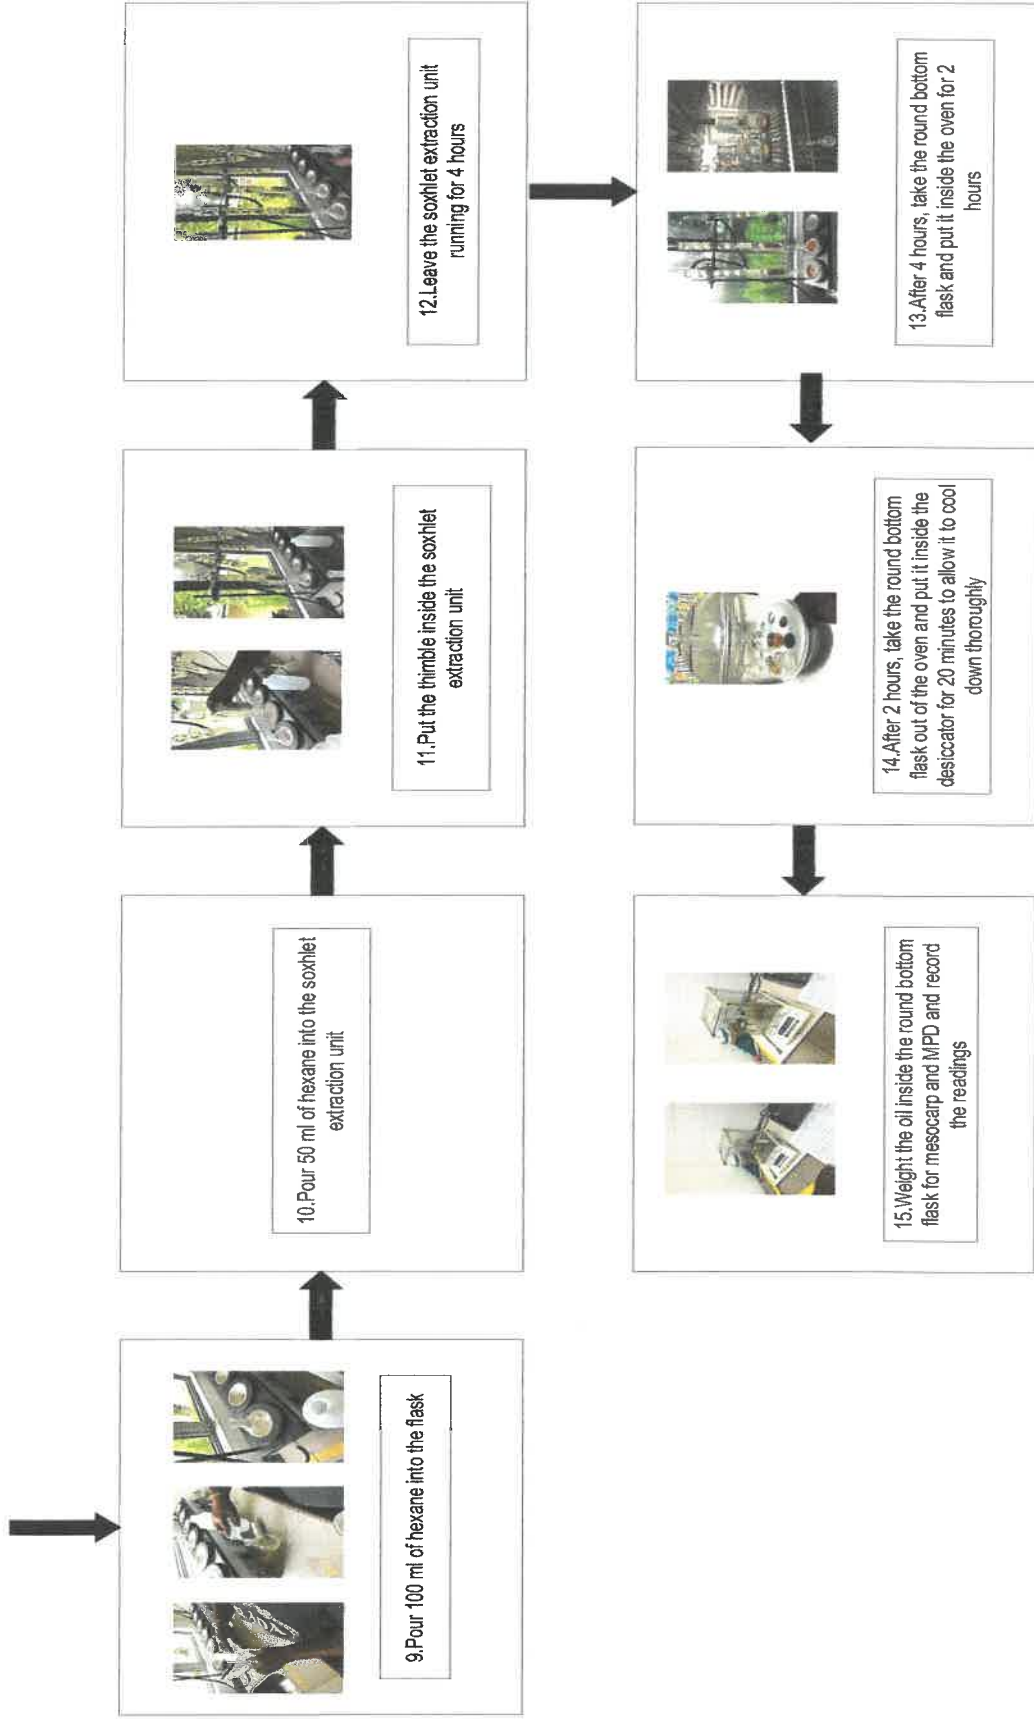 9.Pour 100 ml of hexane into the flask
10.Pour 50 ml of hexane into the soxhlet
extraction unit
11.Put the thimble inside the soxhlet
extraction unit
12.Leave the soxhlet extraction unit
running for 4 hours
13.After 4 hours, take the round bottom
flask and put it inside the oven for 2
hours
14.After 2 hours, take the round bottom
flask out of the oven and put it inside the
desiccator for 20 minutes to allow it to cool
down thoroughly
15.Weight the oil inside the round bottom
flask for mesocarp and MPD and record
the readings